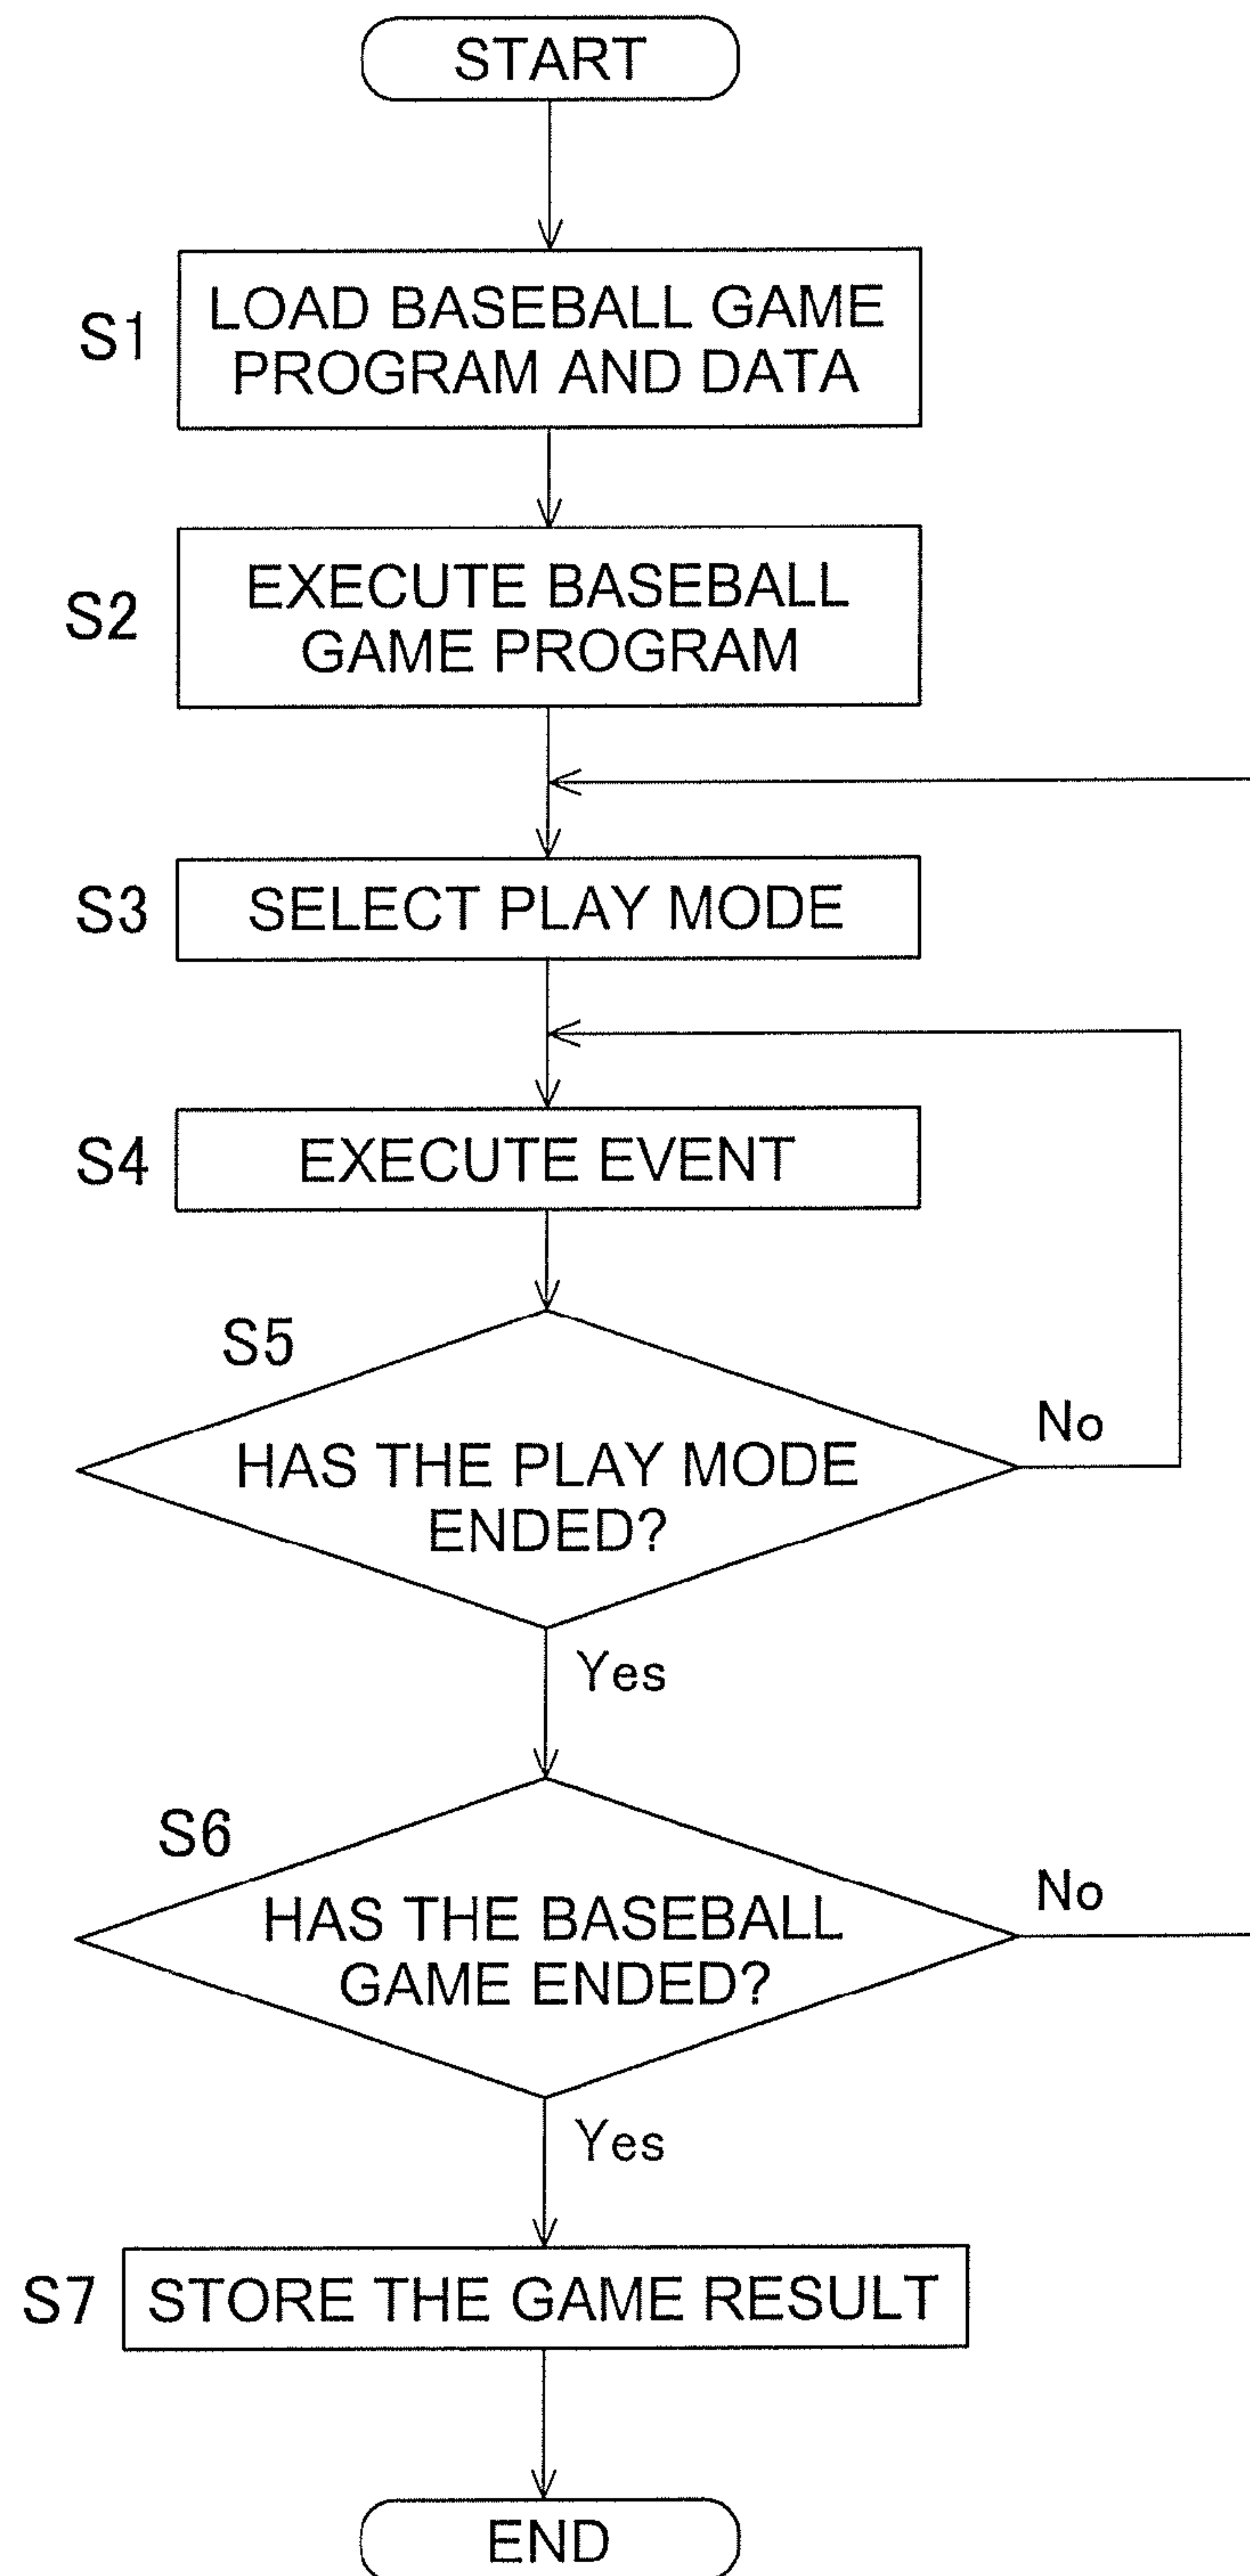 START
S1
LOAD BASEBALL GAME
PROGRAM AND DATA
S2
EXECUTE BASEBALL
GAME PROGRAM
S3
SELECT PLAY MODE
S4
EXECUTE EVENT
S5
HAS THE PLAY MODE
ENDED?
No
Yes
S6
HAS THE BASEBALL
GAME ENDED?
No
Yes
S7
STORE THE GAME RESULT
END